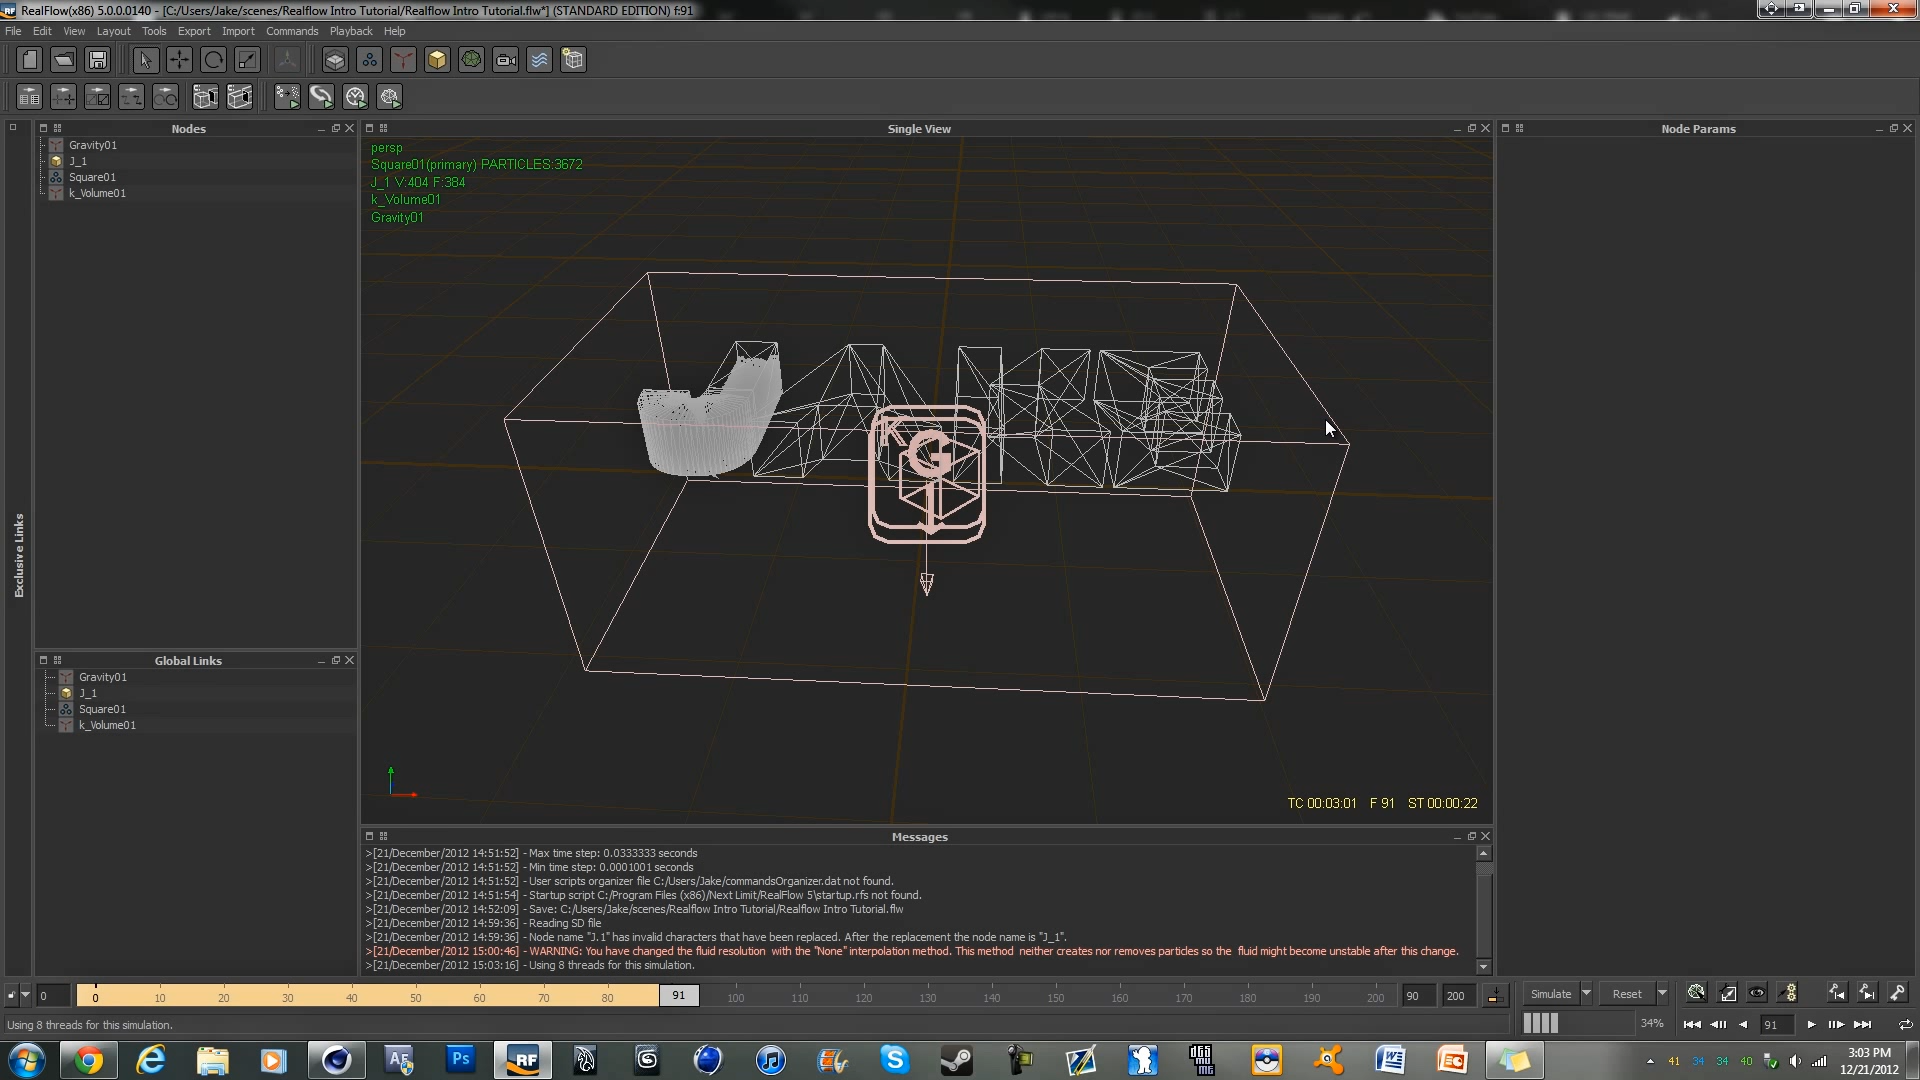 RealFlow(x86) 5.0.0.0140 - [C:/Users/Jake/scenes/Realflow Intro Tutorial/Realflow Intro Tutorial.flw*] (STANDARD EDITION) f:91
File Edit View Layout Tools Export Import Commands Playback Help
Nodes
Gravity01
J_1
Square01
k_Volume01
Global Links
Gravity01
J_1
Square01
k_Volume01
Exclusive Links
Single View
persp
Square01(primary) PARTICLES:3672
J_1 V:404 F:384
k_Volume01
Gravity01
K
G
TC 00:03:01 F 91 ST 00:00:22
Node Params
Messages
>[21/December/2012 14:51:52] - Max time step: 0.0333333 seconds
>[21/December/2012 14:51:52] - Min time step: 0.0001001 seconds
>[21/December/2012 14:51:52] - User scripts organizer file C:/Users/Jake/commandsOrganizer.dat not found.
>[21/December/2012 14:51:54] - Startup script C:/Program Files (x86)/Next Limit/RealFlow 5\startup.rfs not found.
>[21/December/2012 14:52:09] - Save: C:/Users/Jake/scenes/Realflow Intro Tutorial/Realflow Intro Tutorial.flw
>[21/December/2012 14:59:36] - Reading SD file
>[21/December/2012 14:59:36] - Node name "J.1" has invalid characters that have been replaced. After the replacement the node name is "J_1".
>[21/December/2012 15:00:46] - WARNING: You have changed the fluid resolution with the "None" interpolation method. This method neither creates nor removes particles so the fluid might become unstable after this change.
>[21/December/2012 15:03:16] - Using 8 threads for this simulation.
0 0 10 20 30 40 50 60 70 80 91 100 110 120 130 140 150 160 170 180 190 200 90 200
Simulate Reset
34% 91
Using 8 threads for this simulation.
AE Ps RF
41 34 34 40
3:03 PM
12/21/2012